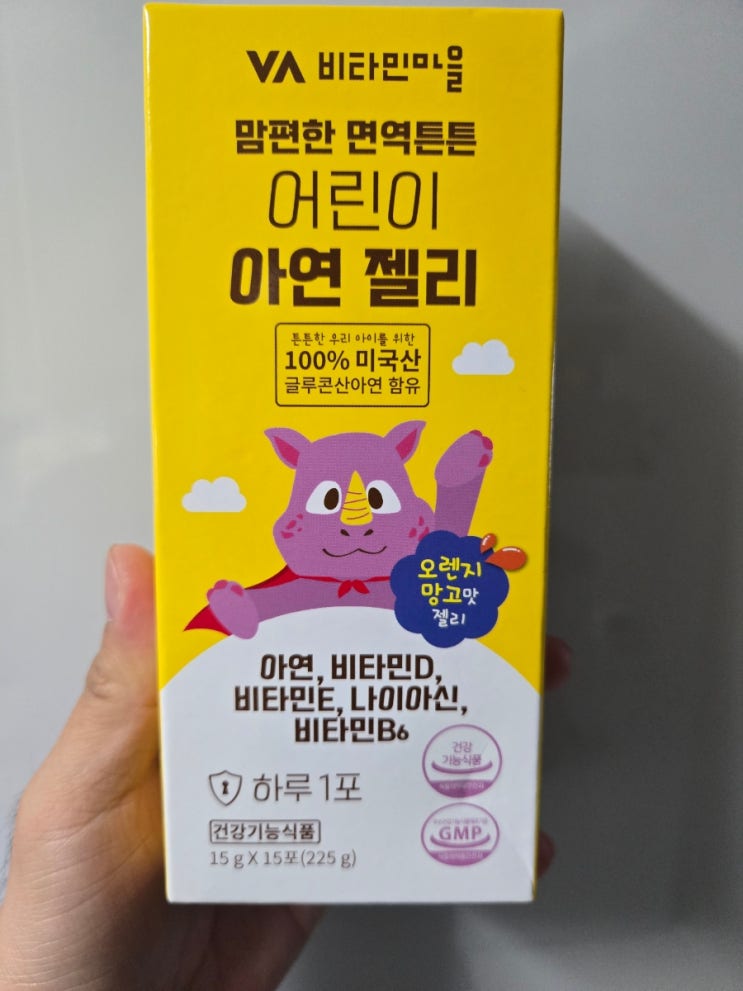 VA 비타민마을
맘편한 면역튼튼
어린이
아연 젤리
튼튼한 우리 아이를 위한
100% 미국산
글루콘산아연 함유
오렌지
망고맛
젤리
아연, 비타민D,
비타민E, 나이아신,
비타민B6
하루 1포
건강기능식품
15 g X 15포(225 g)
건강
기능식품
GMP